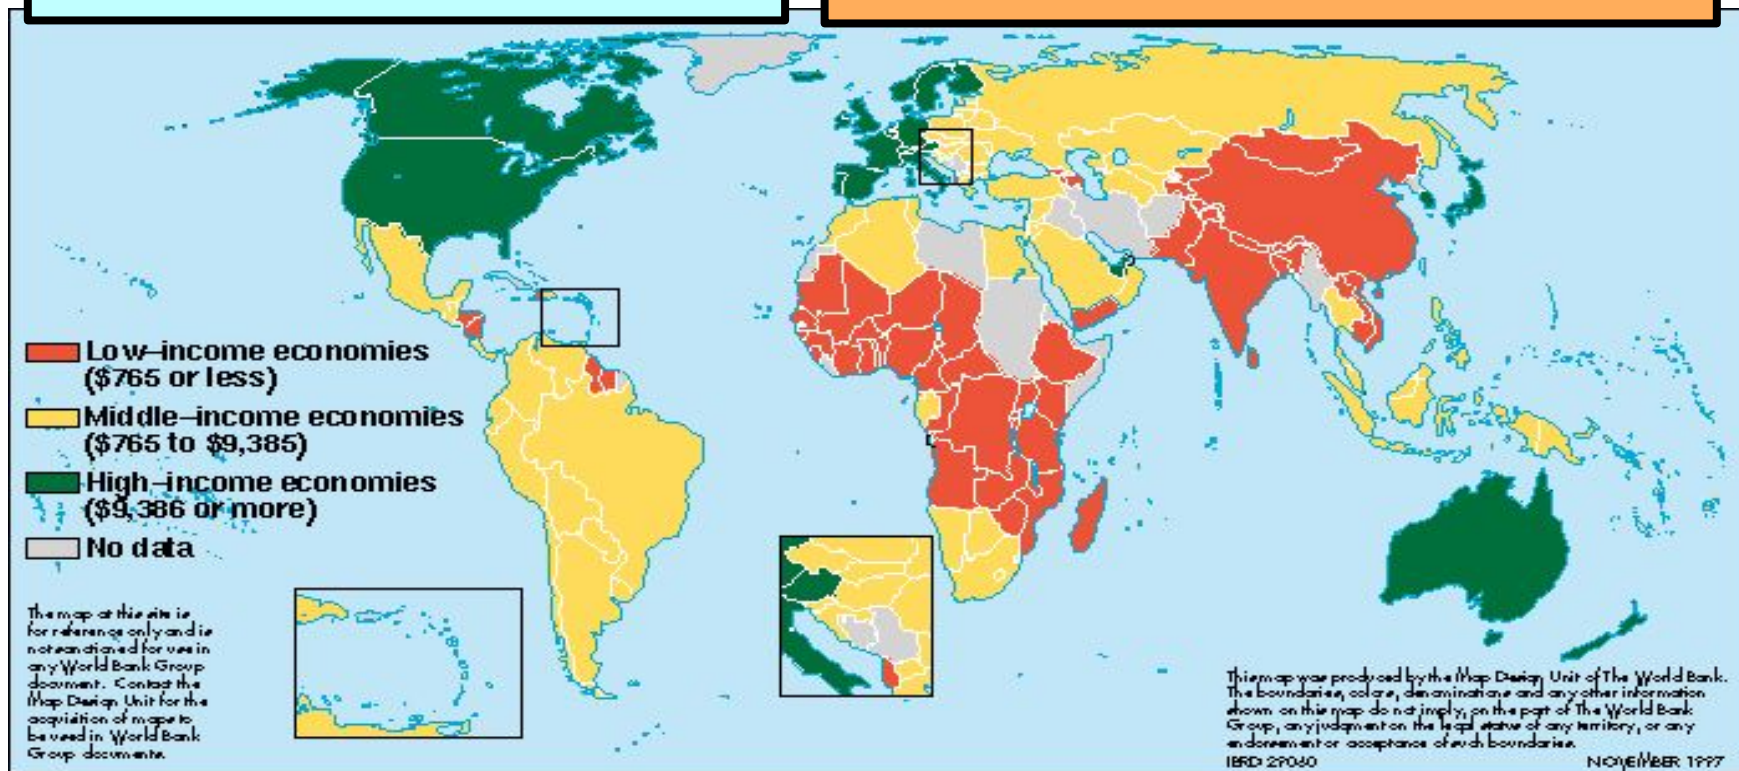 Low–income economies
($765 or less)
Middle–income economies
($765 to $9,385)
High–income economies
($9,386 or more)
No data
The map at this site is
for reference only and is
not sanctioned for use in
any World Bank Group
document. Contact the
Map Design Unit for the
acquisition of maps to
be used in World Bank
Group documents.
This map was produced by the Map Design Unit of The World Bank.
The boundaries, colors, denominations and any other information
shown on this map do not imply, on the part of The World Bank
Group, any judgment on the legal status of any territory, or any
endorsement or acceptance of such boundaries.
IBRD 29060
NOVEMBER 1997